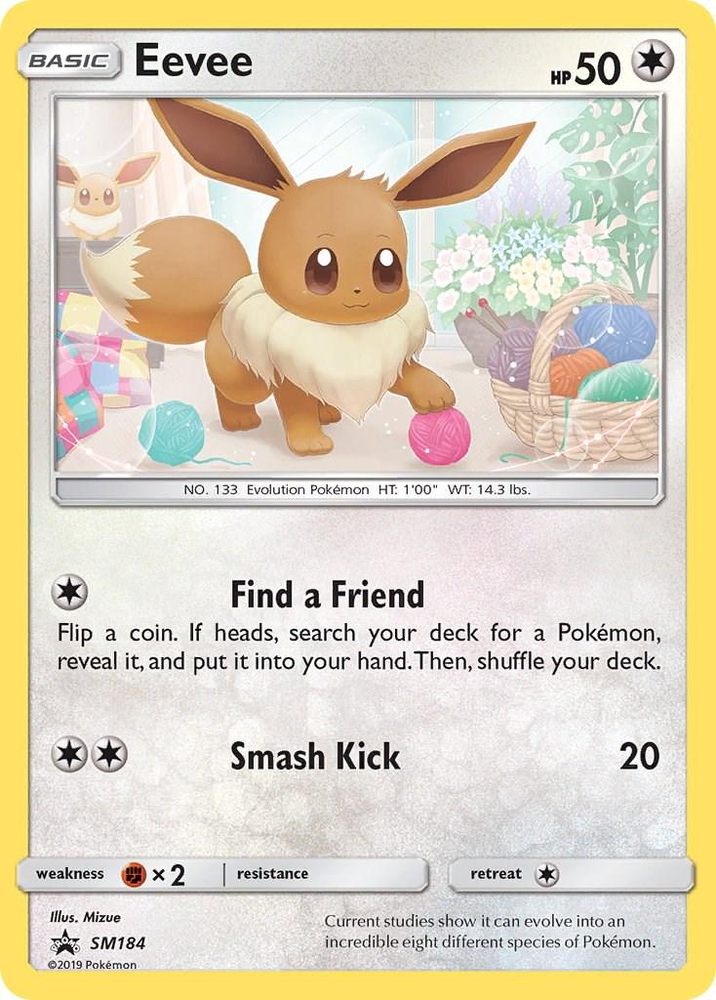 BASIC Eevee HP 50
NO. 133 Evolution Pokémon HT: 1'00" WT: 14.3 lbs.
Find a Friend
Flip a coin. If heads, search your deck for a Pokémon,
reveal it, and put it into your hand. Then, shuffle your deck.
Smash Kick 20
weakness ×2 resistance retreat
Illus. Mizue
SM184
©2019 Pokémon
Current studies show it can evolve into an
incredible eight different species of Pokémon.